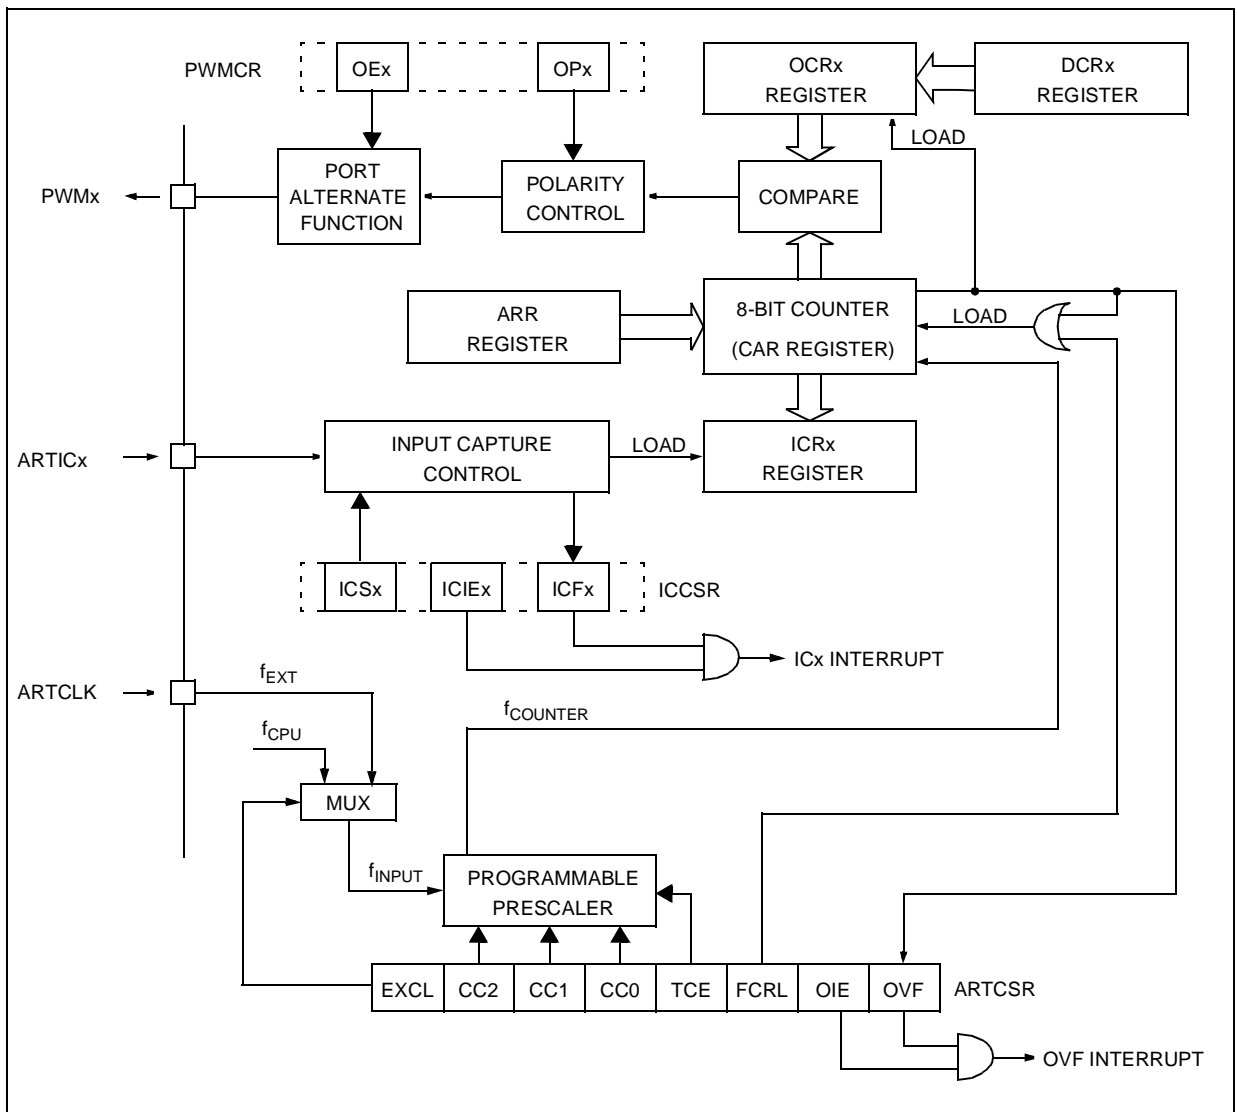 PWMCR
OEx
OPx
OCRx
REGISTER
DCRx
REGISTER
LOAD
PWMx
PORT
ALTERNATE
FUNCTION
POLARITY
CONTROL
COMPARE
ARR
REGISTER
8-BIT COUNTER
(CAR REGISTER)
LOAD
ARTICx
INPUT CAPTURE
CONTROL
LOAD
ICRx
REGISTER
ICSx
ICIEx
ICFx
ICCSR
ICx INTERRUPT
ARTCLK
fEXT
fCPU
fCOUNTER
MUX
fINPUT
PROGRAMMABLE
PRESCALER
EXCL
CC2
CC1
CC0
TCE
FCRL
OIE
OVF
ARTCSR
OVF INTERRUPT